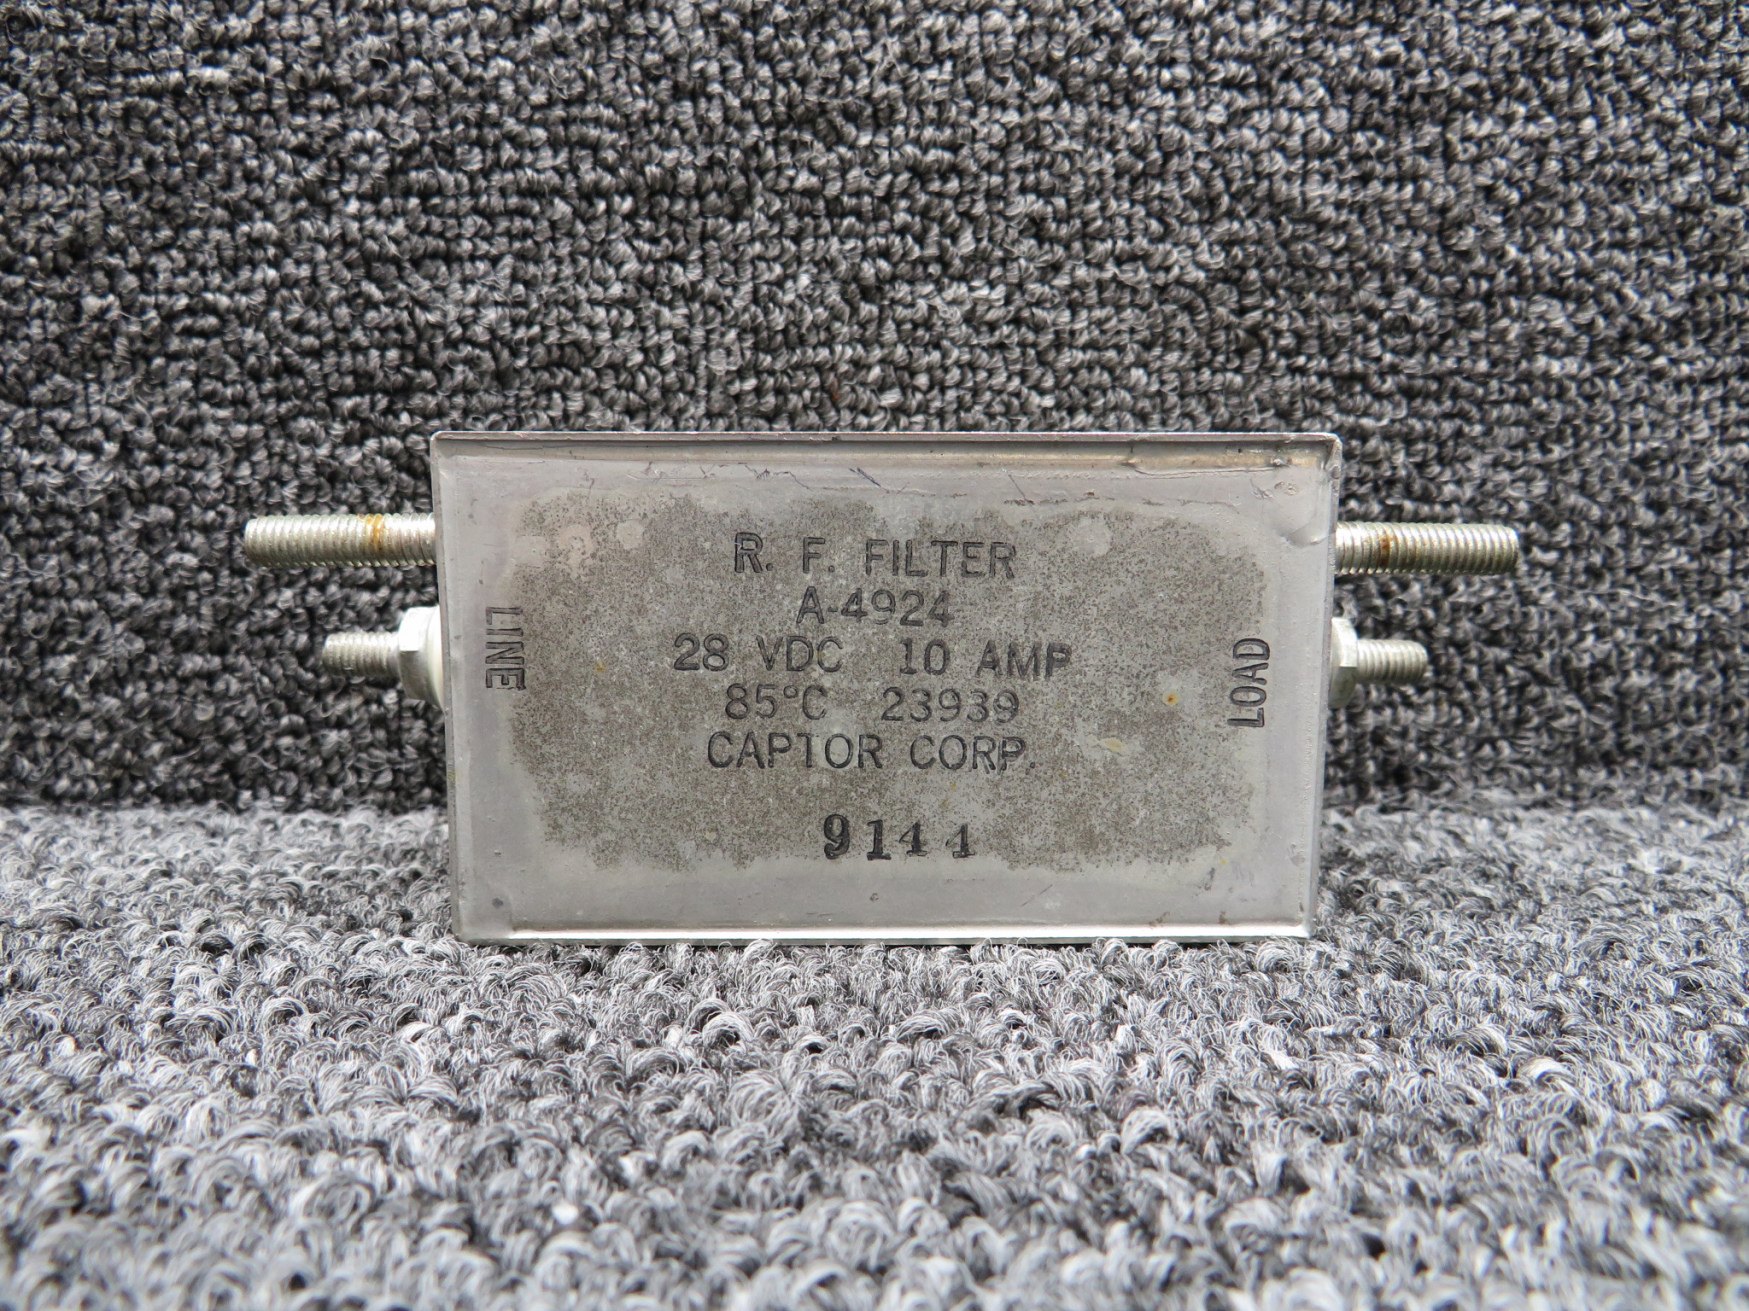 R. F. FILTER
A-4924
28 VDC 10 AMP
85°C 23939
CAPTOR CORP.
9144
LINE
LOAD